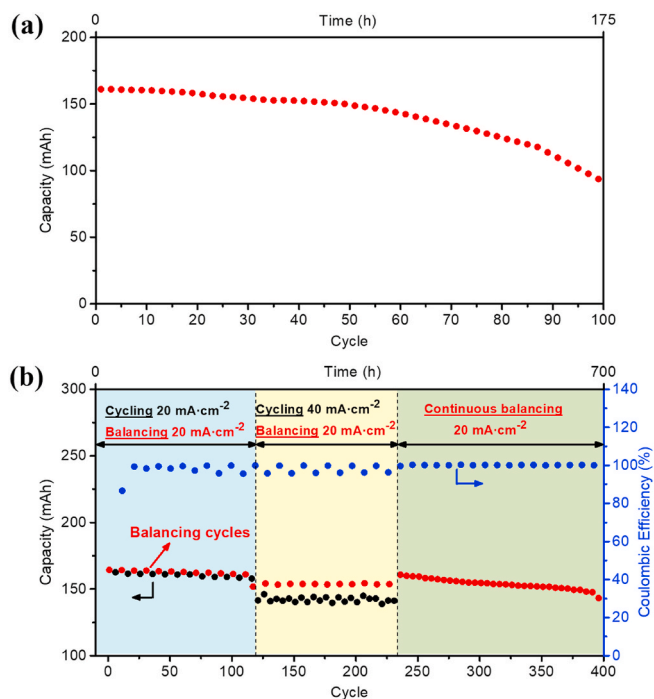 (a)
0 Time (h) 175
200
150
100
50
0
Capacity (mAh)
0 10 20 30 40 50 60 70 80 90 100
Cycle
(b)
0 Time (h) 700
300
250
200
150
100
Capacity (mAh)
140
120
100
80
60
40
20
0
Coulombic Efficiency (%)
Cycling 20 mA·cm⁻²
Balancing 20 mA·cm⁻²
Cycling 40 mA·cm⁻²
Balancing 20 mA·cm⁻²
Continuous balancing
20 mA·cm⁻²
Balancing cycles
0 50 100 150 200 250 300 350 400
Cycle